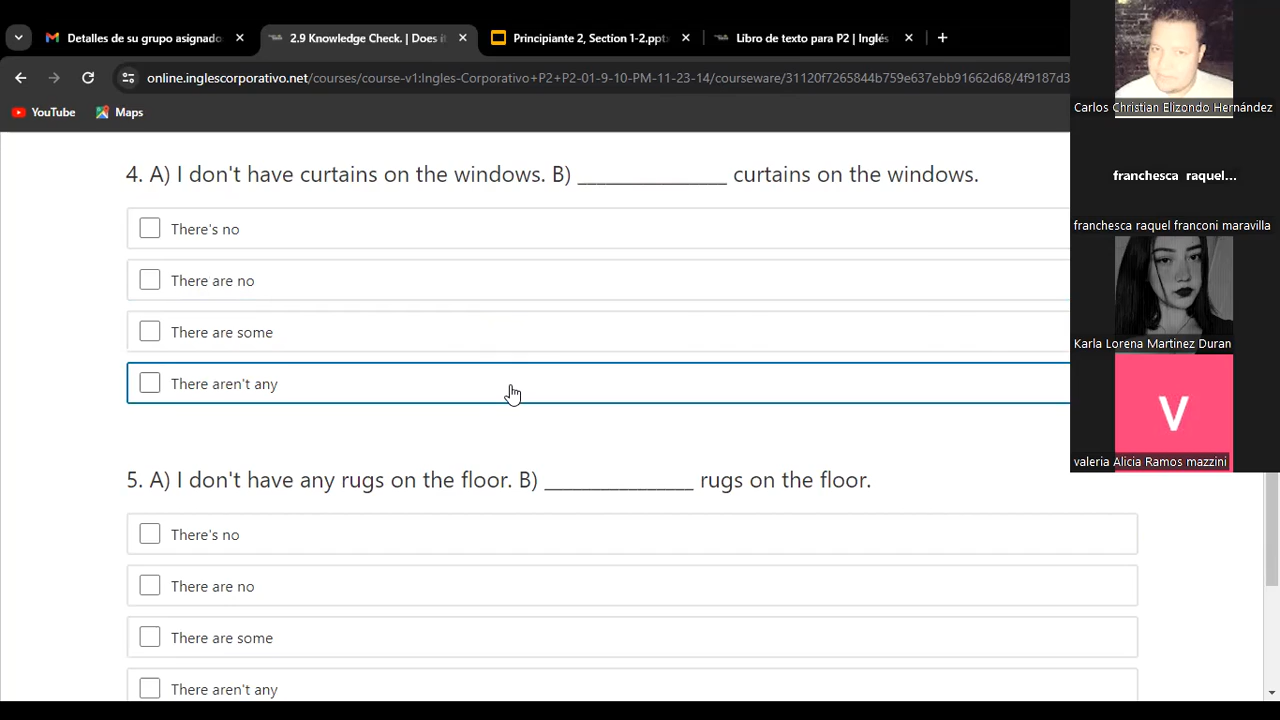 Detalles de su grupo asignado
2.9 Knowledge Check. | Does i
Principiante 2, Section 1-2.ppt
Libro de texto para P2 | Inglés
online.inglescorporativo.net/courses/course-v1:Ingles-Corporativo+P2+P2-01-9-10-PM-11-23-14/courseware/31120f7265844b759e637ebb91662d68/4f9187d3
YouTube
Maps
4. A) I don't have curtains on the windows. B) _______________ curtains on the windows.
There's no
There are no
There are some
There aren't any
5. A) I don't have any rugs on the floor. B) _______________ rugs on the floor.
There's no
There are no
There are some
There aren't any
Carlos Christian Elizondo Hernández
franchesca raquel...
franchesca raquel franconi maravilla
Karla Lorena Martinez Duran
V
valeria Alicia Ramos mazzini